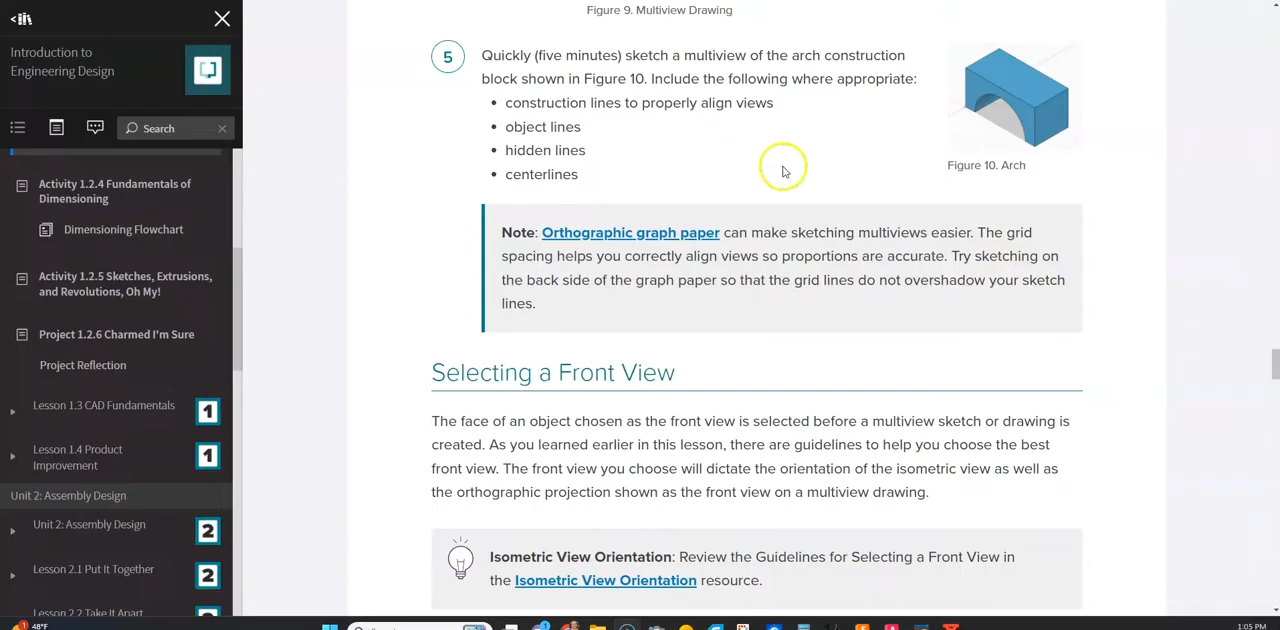 Introduction to
Engineering Design
Search
Activity 1.2.4 Fundamentals of
Dimensioning
Dimensioning Flowchart
Activity 1.2.5 Sketches, Extrusions,
and Revolutions, Oh My!
Project 1.2.6 Charmed I'm Sure
Project Reflection
Lesson 1.3 CAD Fundamentals
1
Lesson 1.4 Product
Improvement
1
Unit 2: Assembly Design
Unit 2: Assembly Design
2
Lesson 2.1 Put It Together
2
Lesson 2.2 Take It Apart
Figure 9. Multiview Drawing
5
Quickly (five minutes) sketch a multiview of the arch construction
block shown in Figure 10. Include the following where appropriate:
• construction lines to properly align views
• object lines
• hidden lines
• centerlines
Figure 10. Arch
Note: Orthographic graph paper can make sketching multiviews easier. The grid
spacing helps you correctly align views so proportions are accurate. Try sketching on
the back side of the graph paper so that the grid lines do not overshadow your sketch
lines.
Selecting a Front View
The face of an object chosen as the front view is selected before a multiview sketch or drawing is
created. As you learned earlier in this lesson, there are guidelines to help you choose the best
front view. The front view you choose will dictate the orientation of the isometric view as well as
the orthographic projection shown as the front view on a multiview drawing.
Isometric View Orientation: Review the Guidelines for Selecting a Front View in
the Isometric View Orientation resource.
1
48°F
1
1:05 PM